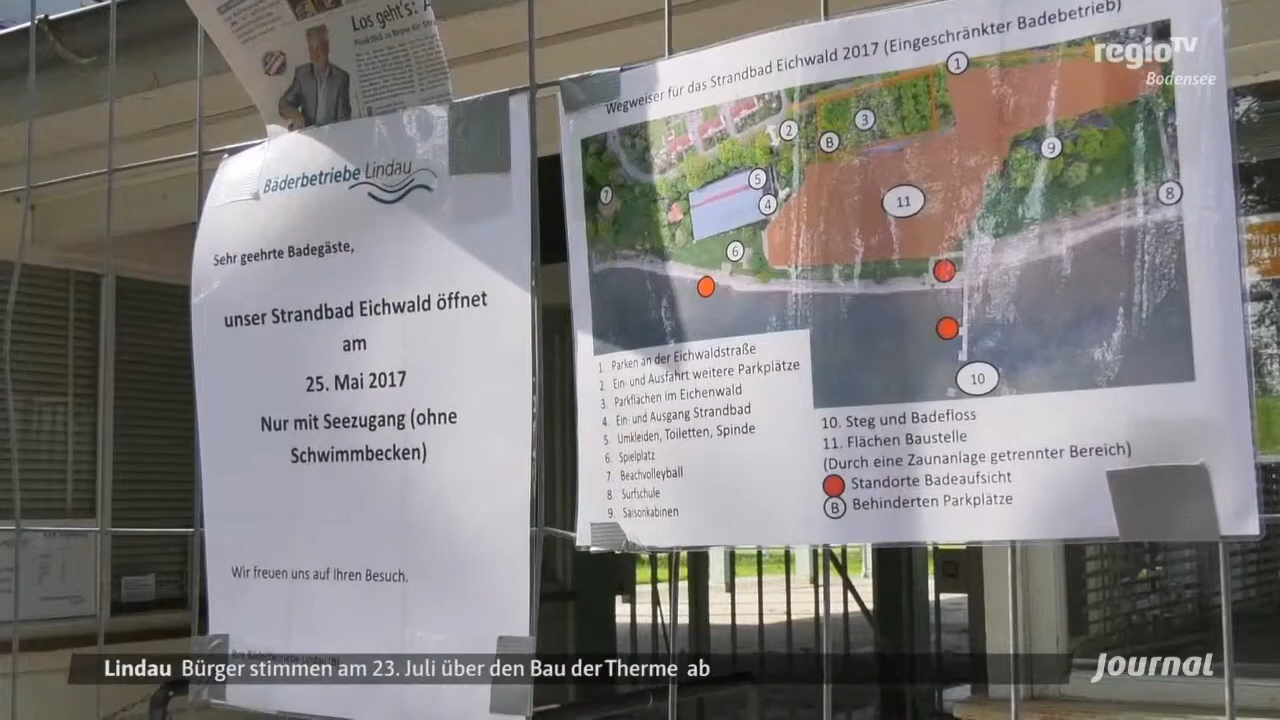 Los geht's: A
regioTV
Bodensee
Bäderbetriebe Lindau
Sehr geehrte Badegäste,
unser Strandbad Eichwald öffnet
am
25. Mai 2017
Nur mit Seezugang (ohne
Schwimmbecken)
Wir freuen uns auf Ihren Besuch.
Wegweiser für das Strandbad Eichwald 2017 (Eingeschränkter Badebetrieb)
1
2
B
3
9
7
5
4
11
8
6
10
1 Parken an der Eichwaldstraße
2 Ein- und Ausfahrt weitere Parkplätze
3 Parkflächen im Eichenwald
4 Ein- und Ausgang Strandbad
5 Umkleiden, Toiletten, Spinde
6 Spielplatz
7 Beachvolleyball
8 Surfschule
9 Saisonkabinen
10. Steg und Badefloss
11. Flächen Baustelle
(Durch eine Zaunanlage getrennter Bereich)
Standorte Badeaufsicht
B Behinderten Parkplätze
Lindau Bürger stimmen am 23. Juli über den Bau der Therme ab
Journal